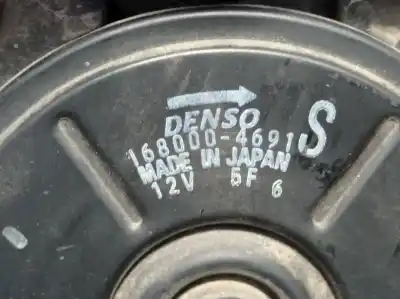 DENSO
168000-4691 S
MADE IN JAPAN
12V 5F 6